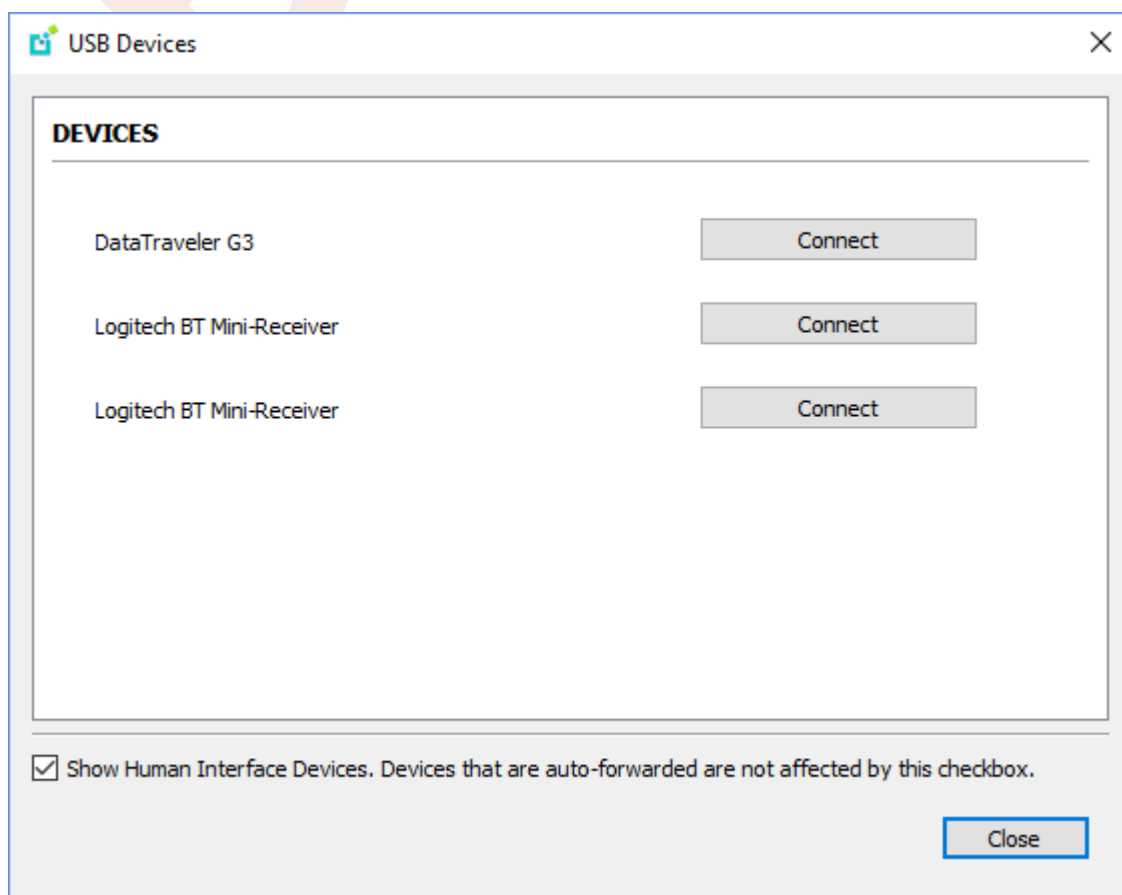 USB Devices
DEVICES
DataTraveler G3 Connect
Logitech BT Mini-Receiver Connect
Logitech BT Mini-Receiver Connect
Show Human Interface Devices. Devices that are auto-forwarded are not affected by this checkbox.
Close